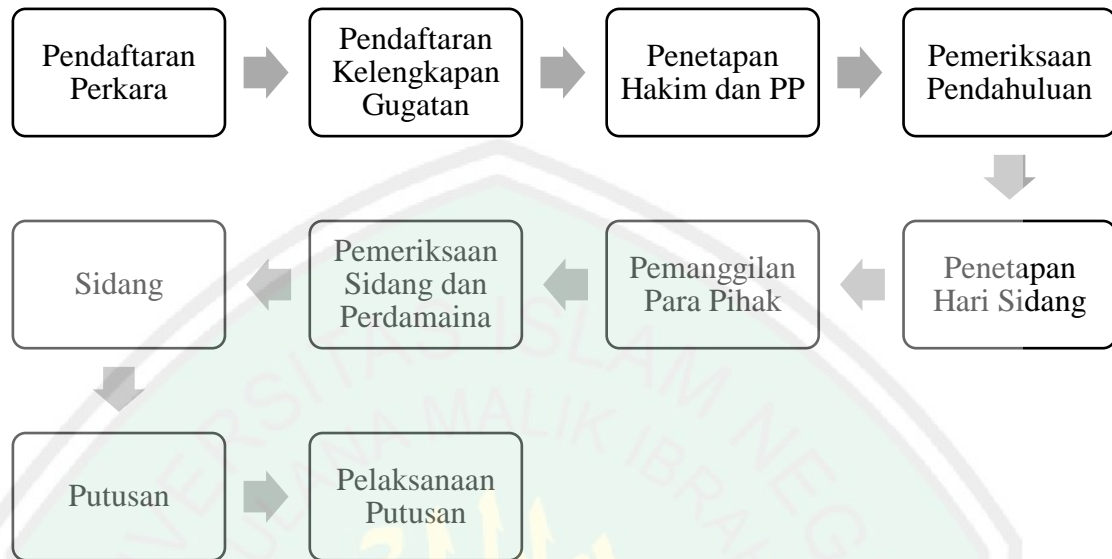 Pendaftaran
Perkara
Pendaftaran
Kelengkapan
Gugatan
Penetapan
Hakim dan PP
Pemeriksaan
Pendahuluan
Penetapan
Hari Sidang
Pemanggilan
Para Pihak
Pemeriksaan
Sidang dan
Perdamaina
Sidang
Putusan
Pelaksanaan
Putusan